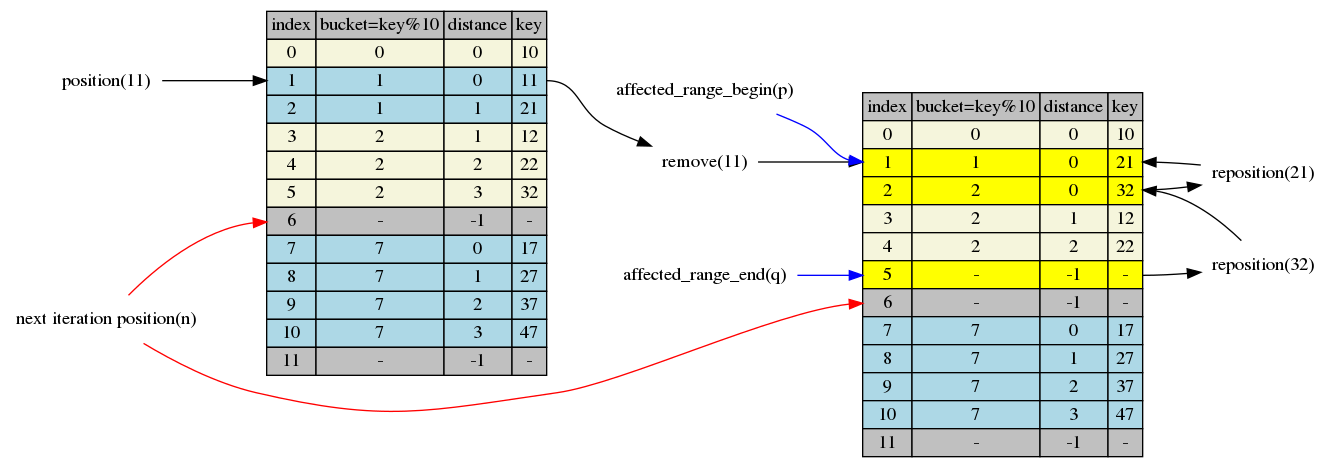 index bucket=key%10 distance key
0 0 0 10
position(11)
1 1 0 11
2 1 1 21
3 2 1 12
4 2 2 22
5 2 3 32
6 - -1 -
7 7 0 17
8 7 1 27
9 7 2 37
10 7 3 47
11 - -1 -
next iteration position(n)
affected_range_begin(p)
remove(11)
affected_range_end(q)
index bucket=key%10 distance key
0 0 0 10
1 1 0 21
2 2 0 32
3 2 1 12
4 2 2 22
5 - -1 -
6 - -1 -
7 7 0 17
8 7 1 27
9 7 2 37
10 7 3 47
11 - -1 -
reposition(21)
reposition(32)